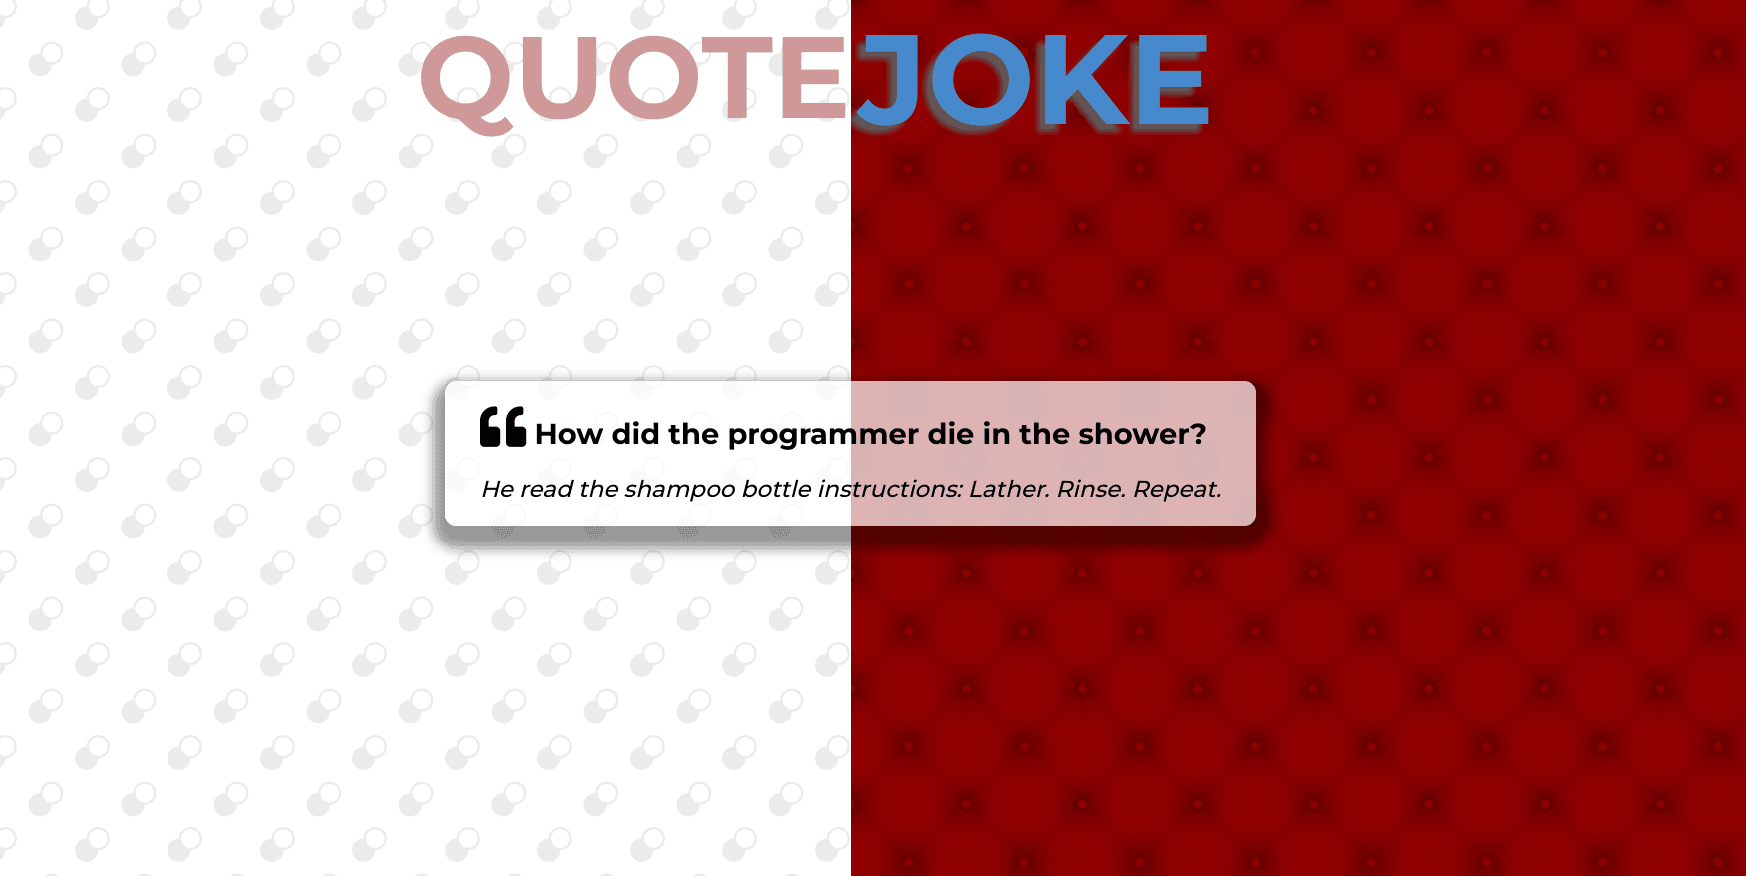 QUOTEJOKE
“ How did the programmer die in the shower?
He read the shampoo bottle instructions: Lather. Rinse. Repeat.